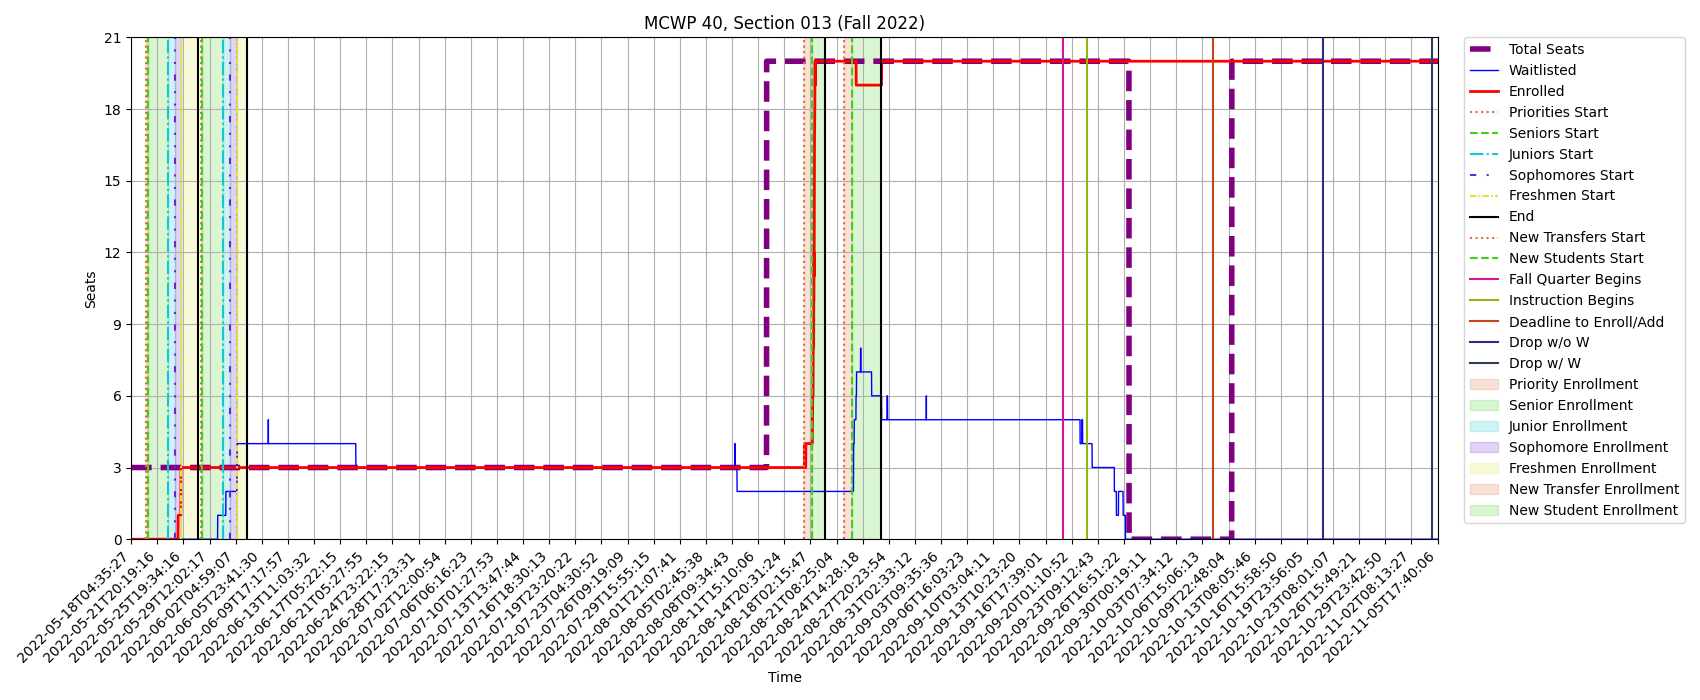 MCWP 40, Section 013 (Fall 2022)
21
18
15
12
9
6
3
0
Seats
2022-05-18T04:35:27
2022-05-21T20:19:16
2022-05-25T19:34:16
2022-05-29T12:02:17
2022-06-02T04:59:07
2022-06-05T23:41:30
2022-06-09T17:17:57
2022-06-13T11:03:32
2022-06-17T05:22:15
2022-06-21T05:27:55
2022-06-24T23:22:15
2022-06-28T17:23:31
2022-07-02T12:00:54
2022-07-06T06:16:23
2022-07-10T01:27:53
2022-07-13T13:47:44
2022-07-16T18:30:13
2022-07-19T23:20:22
2022-07-23T04:30:52
2022-07-26T09:19:09
2022-07-29T15:55:15
2022-08-01T21:07:41
2022-08-05T02:45:38
2022-08-08T09:34:43
2022-08-11T15:10:06
2022-08-14T20:31:24
2022-08-18T02:15:47
2022-08-21T08:25:04
2022-08-24T14:28:18
2022-08-27T20:23:54
2022-08-31T02:33:12
2022-09-03T09:35:36
2022-09-06T16:03:23
2022-09-10T03:04:11
2022-09-13T10:23:20
2022-09-16T17:39:01
2022-09-20T01:10:52
2022-09-23T09:12:43
2022-09-26T16:51:22
2022-09-30T00:19:11
2022-10-03T07:34:12
2022-10-06T15:06:13
2022-10-09T22:48:04
2022-10-13T08:05:46
2022-10-16T15:58:50
2022-10-19T23:56:05
2022-10-23T08:01:07
2022-10-26T15:49:21
2022-10-29T23:42:50
2022-11-02T08:13:27
2022-11-05T17:40:06
Time
Total Seats
Waitlisted
Enrolled
Priorities Start
Seniors Start
Juniors Start
Sophomores Start
Freshmen Start
End
New Transfers Start
New Students Start
Fall Quarter Begins
Instruction Begins
Deadline to Enroll/Add
Drop w/o W
Drop w/ W
Priority Enrollment
Senior Enrollment
Junior Enrollment
Sophomore Enrollment
Freshmen Enrollment
New Transfer Enrollment
New Student Enrollment